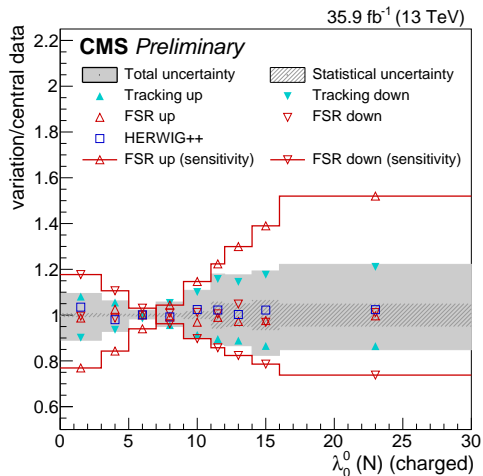 35.9 fb⁻¹ (13 TeV)
CMS Preliminary
Total uncertainty
Statistical uncertainty
Tracking up
Tracking down
FSR up
FSR down
HERWIG++
FSR up (sensitivity)
FSR down (sensitivity)
variation/central data
2.2
2
1.8
1.6
1.4
1.2
1
0.8
0.6
0 5 10 15 20 25 30
λ₀⁰ (N) (charged)